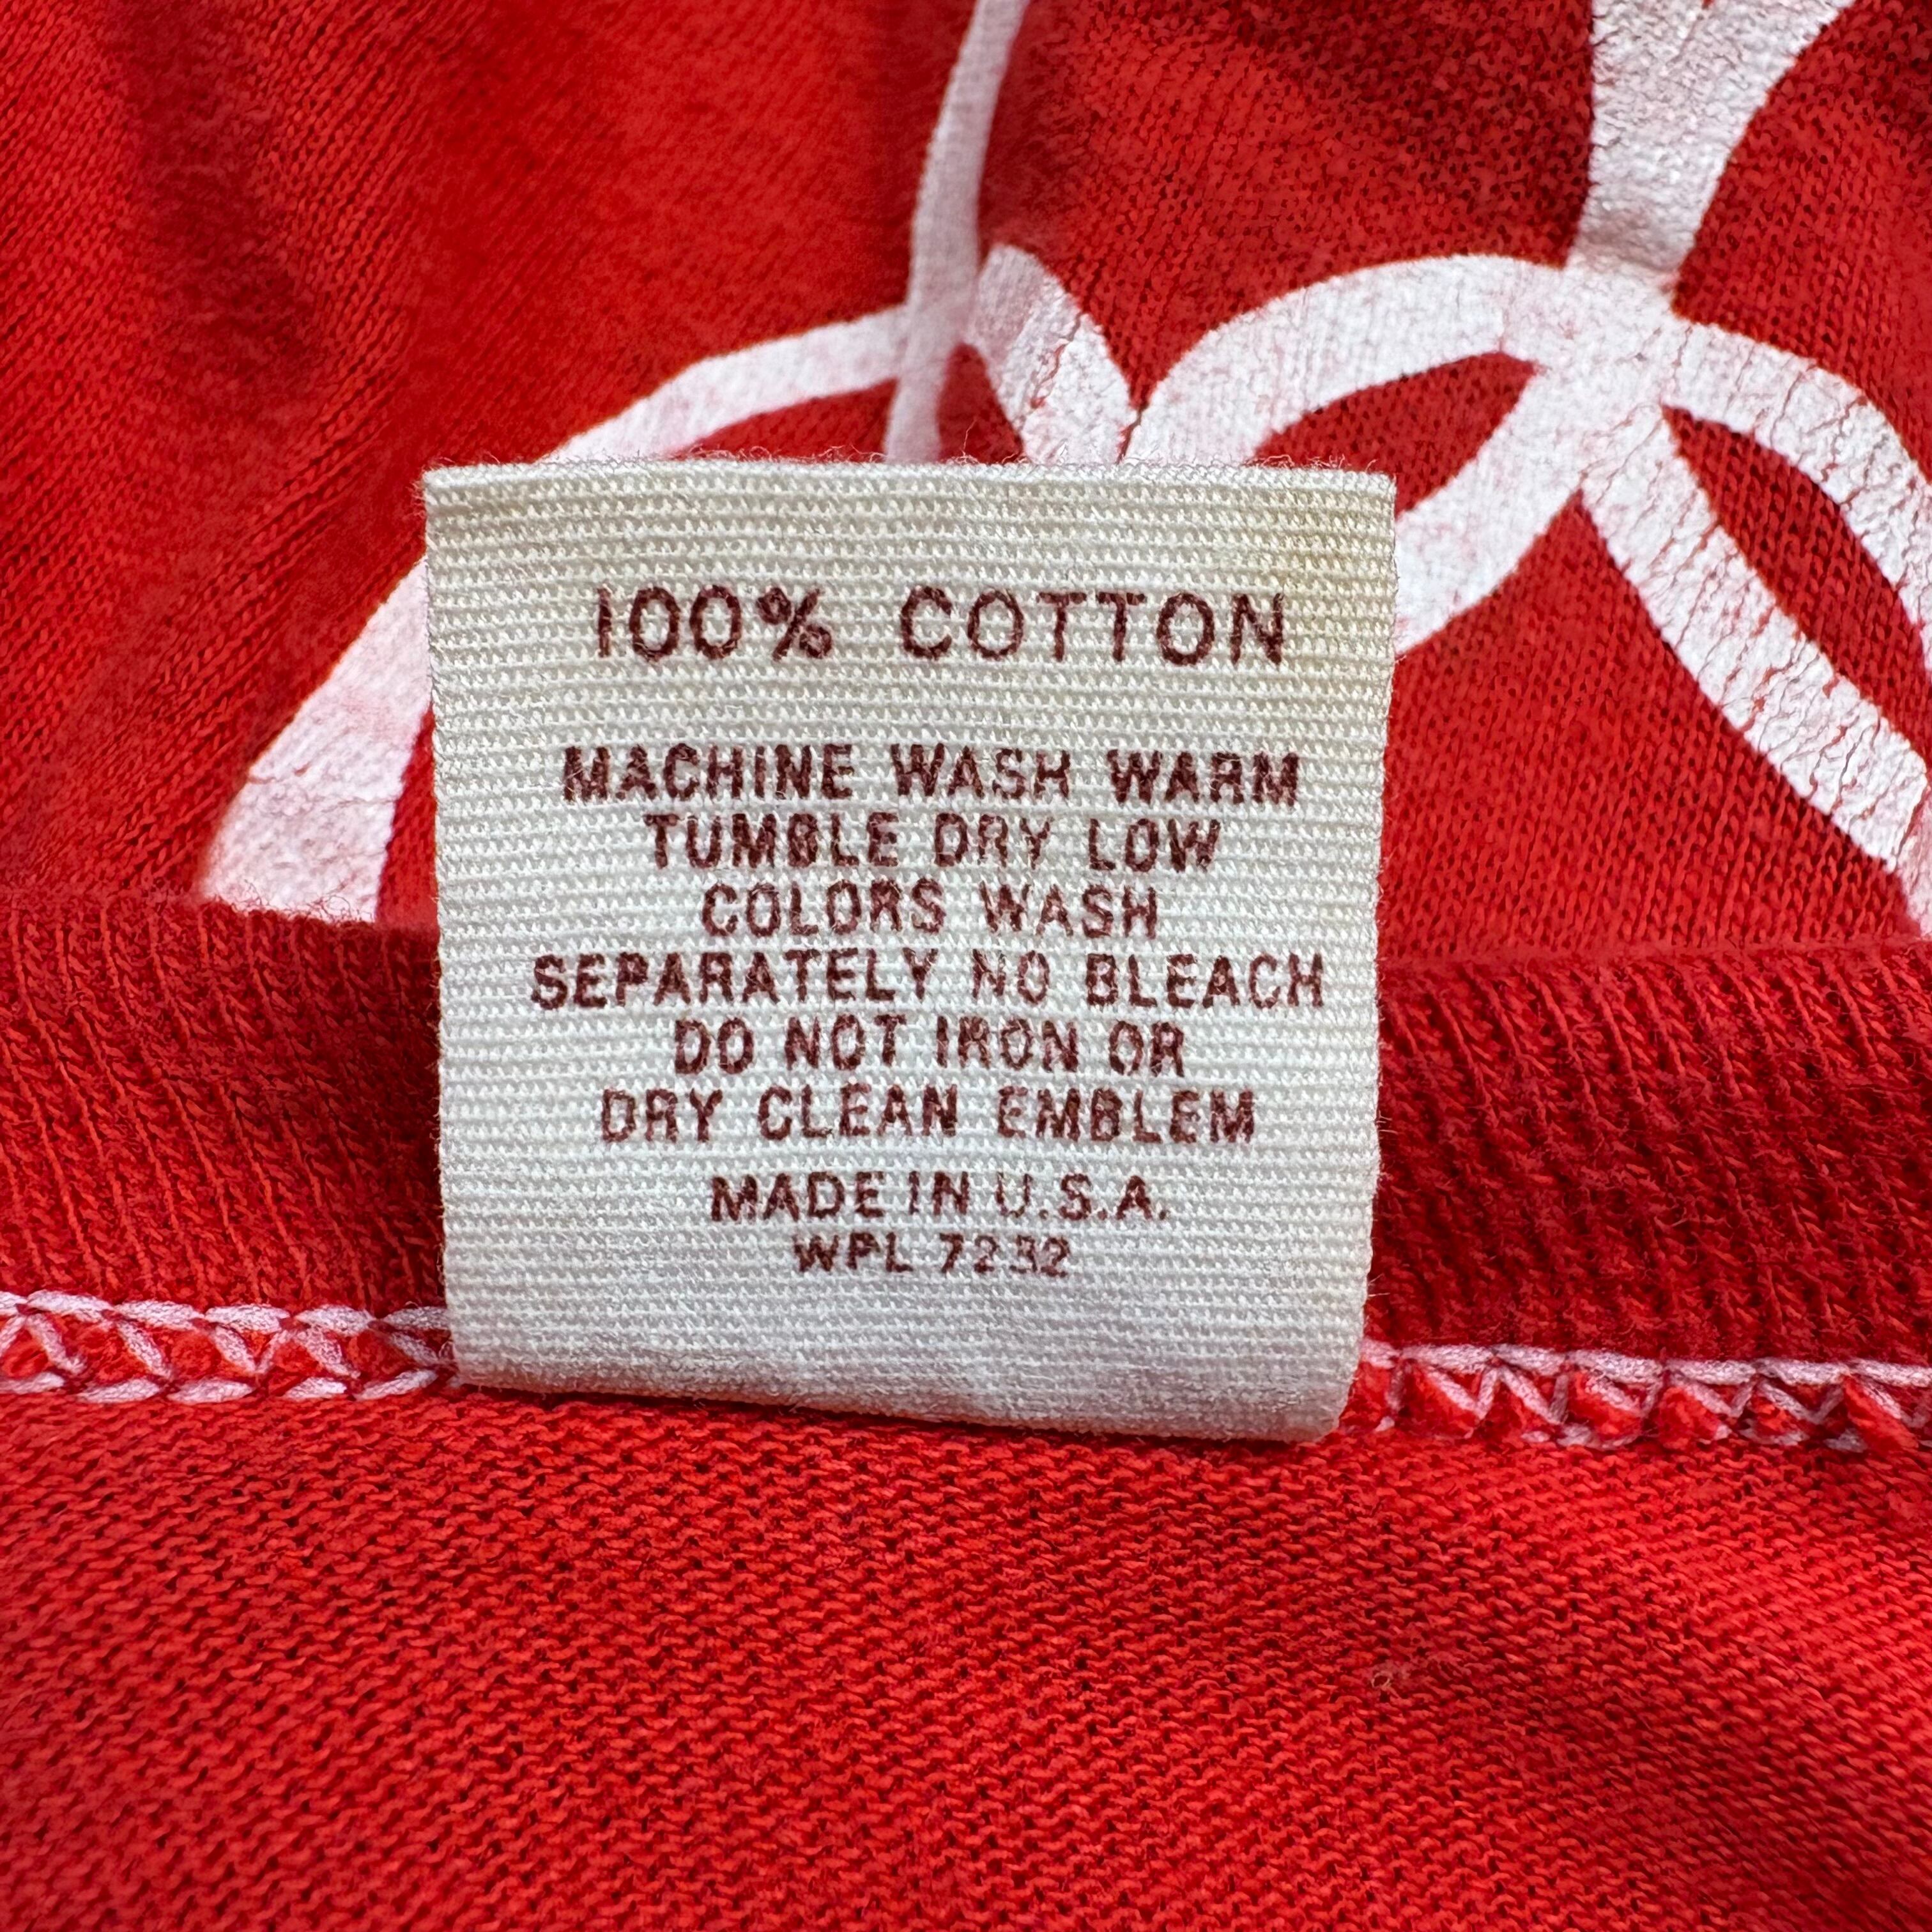 100% COTTON
MACHINE WASH WARM
TUMBLE DRY LOW
COLORS WASH
SEPARATELY NO BLEACH
DO NOT IRON OR
DRY CLEAN EMBLEM
MADE IN U.S.A.
WPL 7232